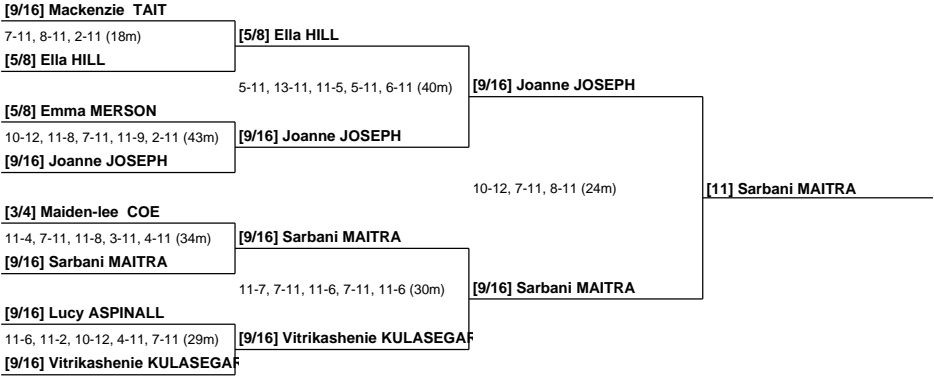 [9/16] Mackenzie  TAIT
7-11, 8-11, 2-11 (18m)
[5/8] Ella HILL
[5/8] Ella HILL
5-11, 13-11, 11-5, 5-11, 6-11 (40m)
[9/16] Joanne JOSEPH
[5/8] Emma MERSON
10-12, 11-8, 7-11, 11-9, 2-11 (43m)
[9/16] Joanne JOSEPH
[9/16] Joanne JOSEPH
10-12, 7-11, 8-11 (24m)
[11] Sarbani MAITRA
[3/4] Maiden-lee  COE
11-4, 7-11, 11-8, 3-11, 4-11 (34m)
[9/16] Sarbani MAITRA
[9/16] Sarbani MAITRA
11-7, 7-11, 11-6, 7-11, 11-6 (30m)
[9/16] Sarbani MAITRA
[9/16] Lucy ASPINALL
11-6, 11-2, 10-12, 4-11, 7-11 (29m)
[9/16] Vitrikashenie KULASEGAR
[9/16] Vitrikashenie KULASEGAR